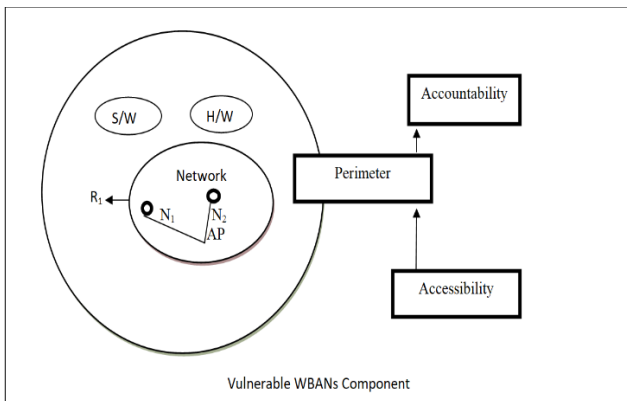 Accountability
S/W
H/W
Network
Perimeter
R₁
N₁
N₂
AP
Accessibility
Vulnerable WBANs Component